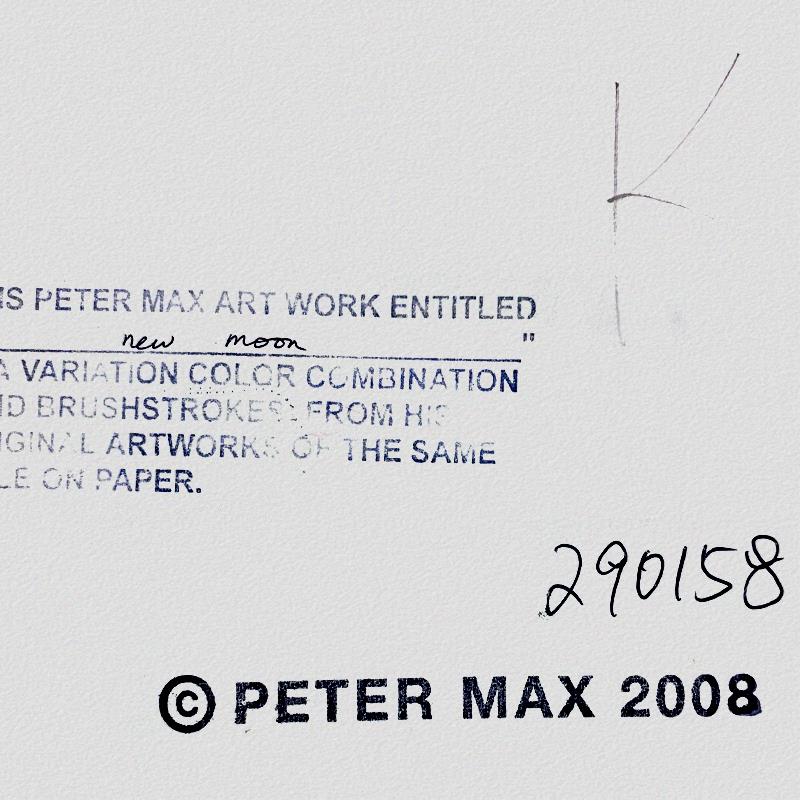 K
IS PETER MAX ART WORK ENTITLED
new moon "
A VARIATION COLOR COMBINATION
ND BRUSHSTROKES FROM HIS
IGINAL ARTWORKS OF THE SAME
LE ON PAPER.
290158
© PETER MAX 2008